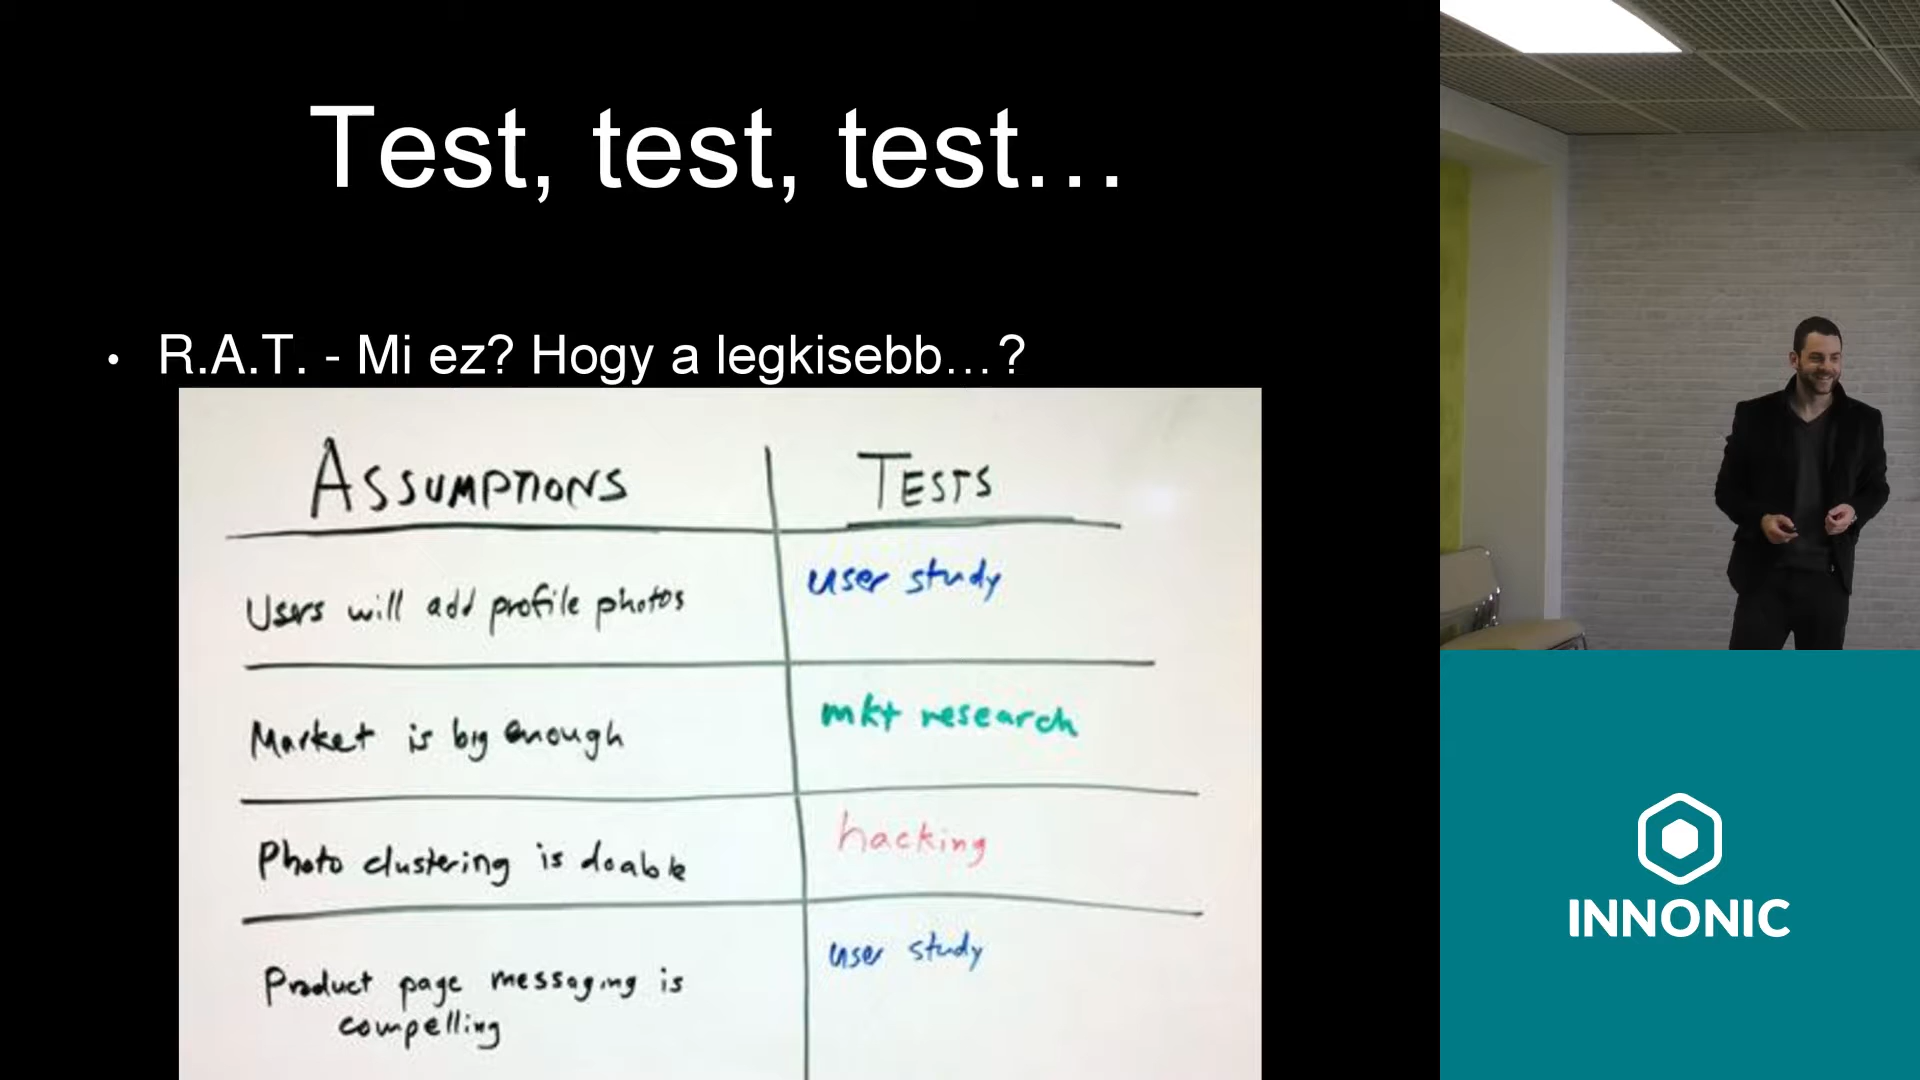 Test, test, test…
• R.A.T. - Mi ez? Hogy a legkisebb…?
ASSUMPTIONS TESTS
Users will add profile photos user study
Market is big enough mkt research
Photo clustering is doable hacking
Product page messaging is user study
compelling
INNONIC